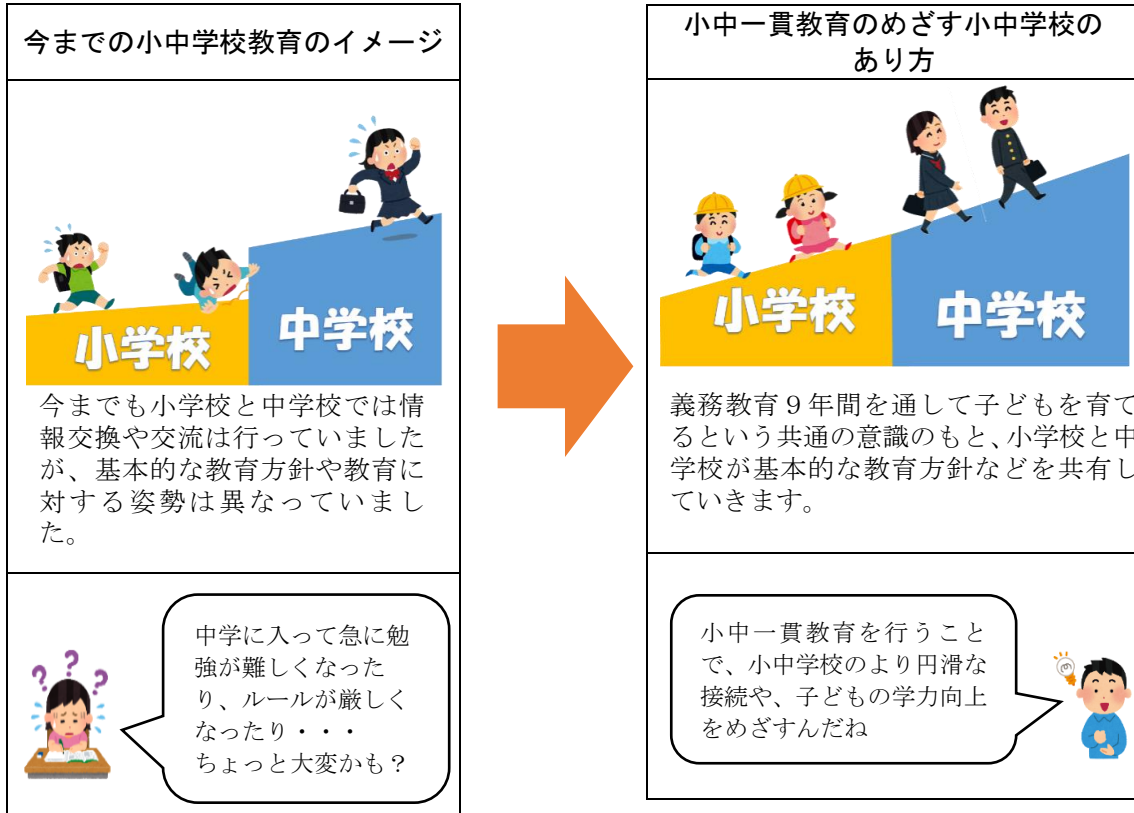 今までの小中学校教育のイメージ
小学校
中学校
今までも小学校と中学校では情
報交換や交流は行っていました
が、基本的な教育方針や教育に
対する姿勢は異なっていまし
た。
中学に入って急に勉
強が難しくなった
り、ルールが厳しく
なったり・・・
ちょっと大変かも？
小中一貫教育のめざす小中学校の
あり方
小学校
中学校
義務教育９年間を通して子どもを育て
るという共通の意識のもと、小学校と中
学校が基本的な教育方針などを共有し
ていきます。
小中一貫教育を行うこと
で、小中学校のより円滑な
接続や、子どもの学力向上
をめざすんだね